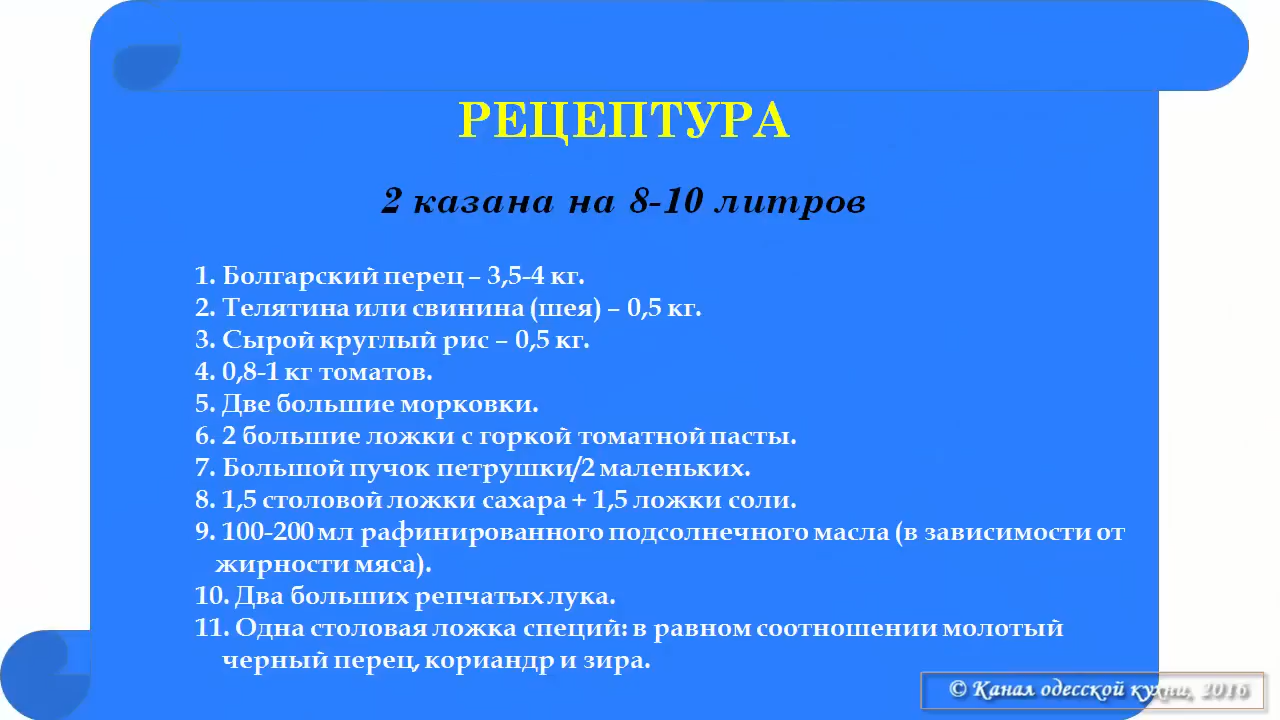 РЕЦЕПТУРА
2 казана на 8-10 литров
1. Болгарский перец – 3,5-4 кг.
2. Телятина или свинина (шея) – 0,5 кг.
3. Сырой круглый рис – 0,5 кг.
4. 0,8-1 кг томатов.
5. Две большие морковки.
6. 2 большие ложки с горкой томатной пасты.
7. Большой пучок петрушки/2 маленьких.
8. 1,5 столовой ложки сахара + 1,5 ложки соли.
9. 100-200 мл рафинированного подсолнечного масла (в зависимости от
жирности мяса).
10. Два больших репчатых лука.
11. Одна столовая ложка специй: в равном соотношении молотый
черный перец, кориандр и зира.
© Канал одесской кухни, 2016